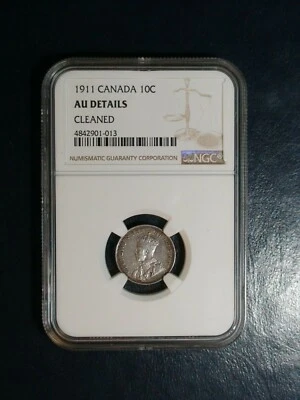 1911 CANADA 10C
AU DETAILS
CLEANED
4842901-013
NUMISMATIC GUARANTY CORPORATION
NGC